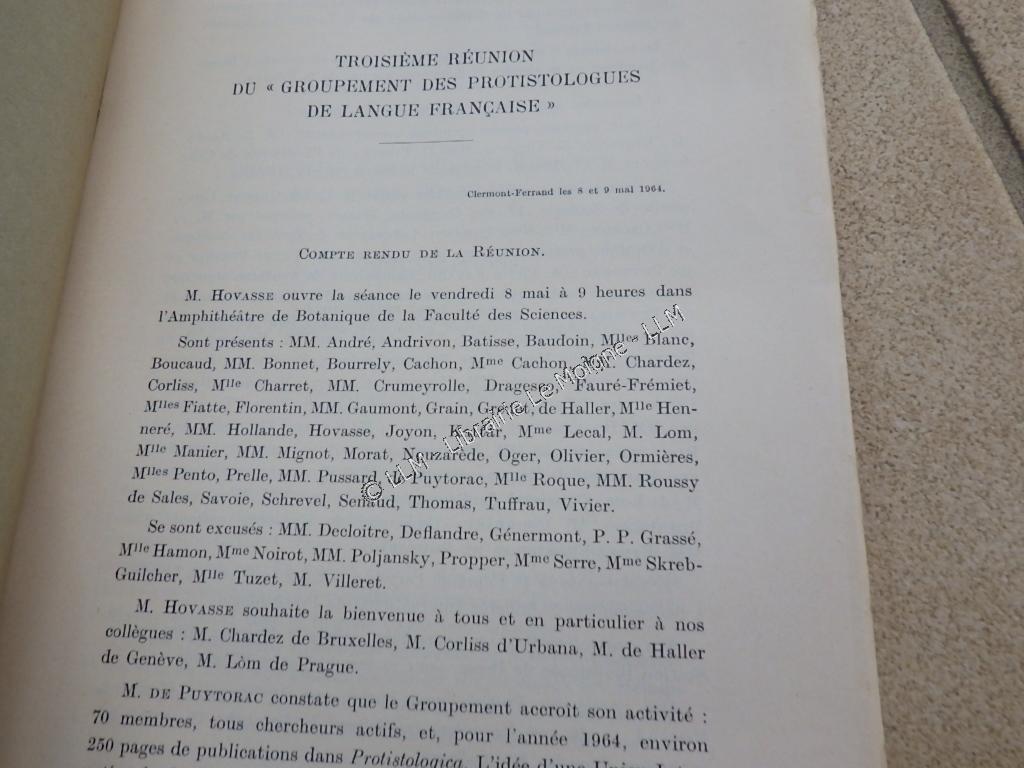 TROISIÈME RÉUNION
DU « GROUPEMENT DES PROTISTOLOGUES
DE LANGUE FRANÇAISE »
Clermont-Ferrand les 8 et 9 mai 1964.
COMPTE RENDU DE LA RÉUNION.
M. HOVASSE ouvre la séance le vendredi 8 mai à 9 heures dans
l'Amphithéâtre de Botanique de la Faculté des Sciences.
Sont présents : MM. André, Andrivon, Batisse, Baudoin, Mlles Blanc,
Boucaud, MM. Bonnet, Bourrely, Cachon, Mme Cachon, Chardez,
Corliss, Mlle Charret, MM. Crumeyrolle, Dragesco, Fauré-Frémiet,
Mlles Fiatte, Florentin, MM. Gaumont, Grain, de Haller, Mlle Hen-
neré, MM. Hollande, Hovasse, Joyon, Mme Lecal, M. Lom,
Mlle Manier, MM. Mignot, Morat, Nouzarède, Oger, Olivier, Ormières,
Mlles Pento, Prelle, MM. Pussard, de Puytorac, Mlle Roque, MM. Roussy
de Sales, Savoie, Schrevel, Senaud, Thomas, Tuffrau, Vivier.
Se sont excusés : MM. Decloître, Deflandre, Génermont, P. P. Grassé,
Mlle Hamon, Mme Noirot, MM. Poljansky, Propper, Mme Serre, Mme Skreb-
Guilcher, Mlle Tuzet, M. Villeret.
M. HOVASSE souhaite la bienvenue à tous et en particulier à nos
collègues : M. Chardez de Bruxelles, M. Corliss d'Urbana, M. de Haller
de Genève, M. Lòm de Prague.
M. DE PUYTORAC constate que le Groupement accroît son activité :
70 membres, tous chercheurs actifs, et, pour l'année 1964, environ
250 pages de publications dans Protistologica. L'idée d'une Union
© LLM - Librairie Le Moigne - LLM